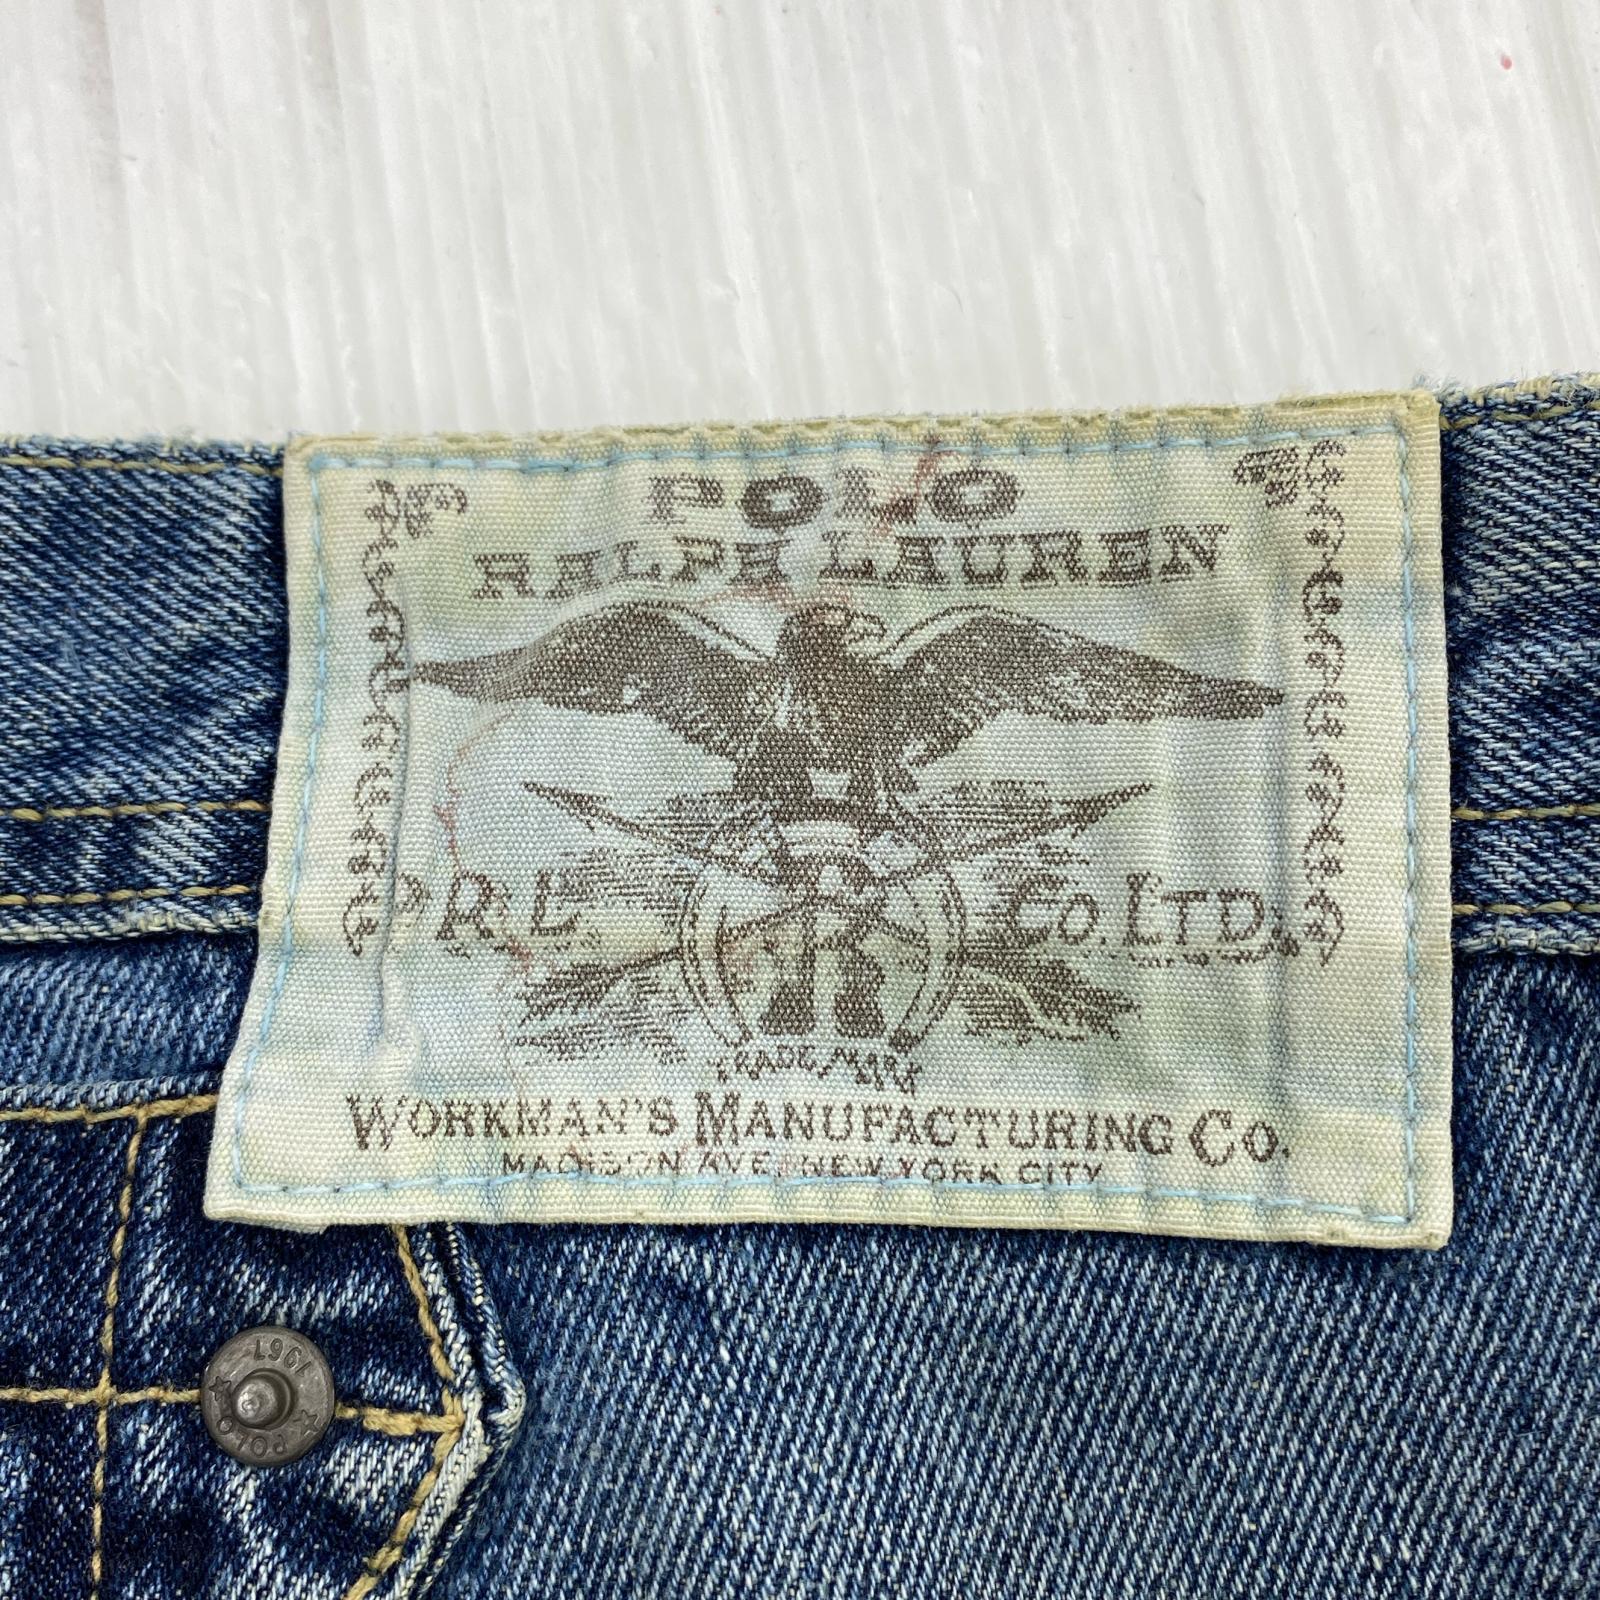 POLO
RALPH LAUREN
P.R.L. Co. LTD.
R
TRADE MARK
WORKMAN'S MANUFACTURING Co.
MADISON AVE. NEW YORK CITY
1967
POLO